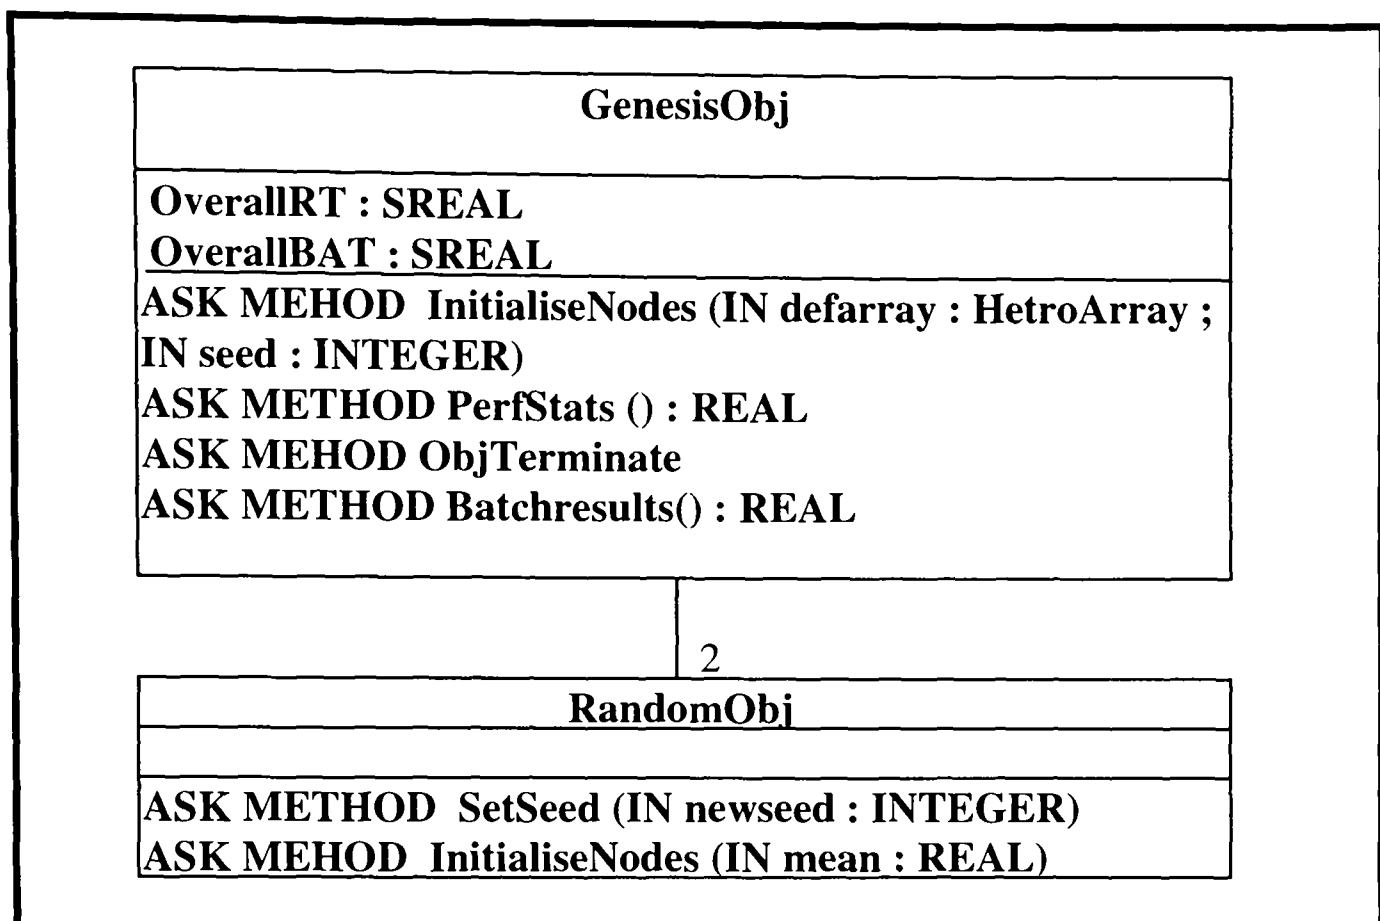 GenesisObj
OverallRT : SREAL
OverallBAT : SREAL
ASK MEHOD InitialiseNodes (IN defarray : HetroArray ;
IN seed : INTEGER)
ASK METHOD PerfStats () : REAL
ASK MEHOD ObjTerminate
ASK METHOD Batchresults() : REAL
2
RandomObj
ASK METHOD SetSeed (IN newseed : INTEGER)
ASK MEHOD InitialiseNodes (IN mean : REAL)